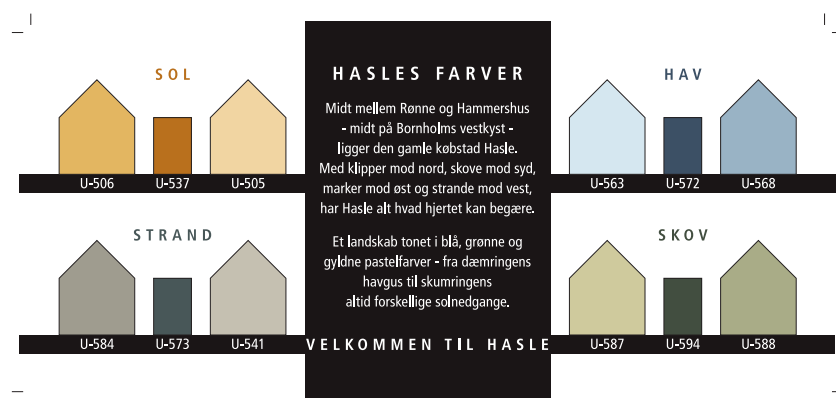 SOL
U-506 U-537 U-505
STRAND
U-584 U-573 U-541
HASLES FARVER
Midt mellem Rønne og Hammershus
- midt på Bornholms vestkyst -
ligger den gamle købstad Hasle.
Med klipper mod nord, skove mod syd,
marker mod øst og strande mod vest,
har Hasle alt hvad hjertet kan begære.
Et landskab tonet i blå, grønne og
gyldne pastelfarver - fra dæmringens
havgus til skumringens
altid forskellige solnedgange.
VELKOMMEN TIL HASLE
HAV
U-563 U-572 U-568
SKOV
U-587 U-594 U-588